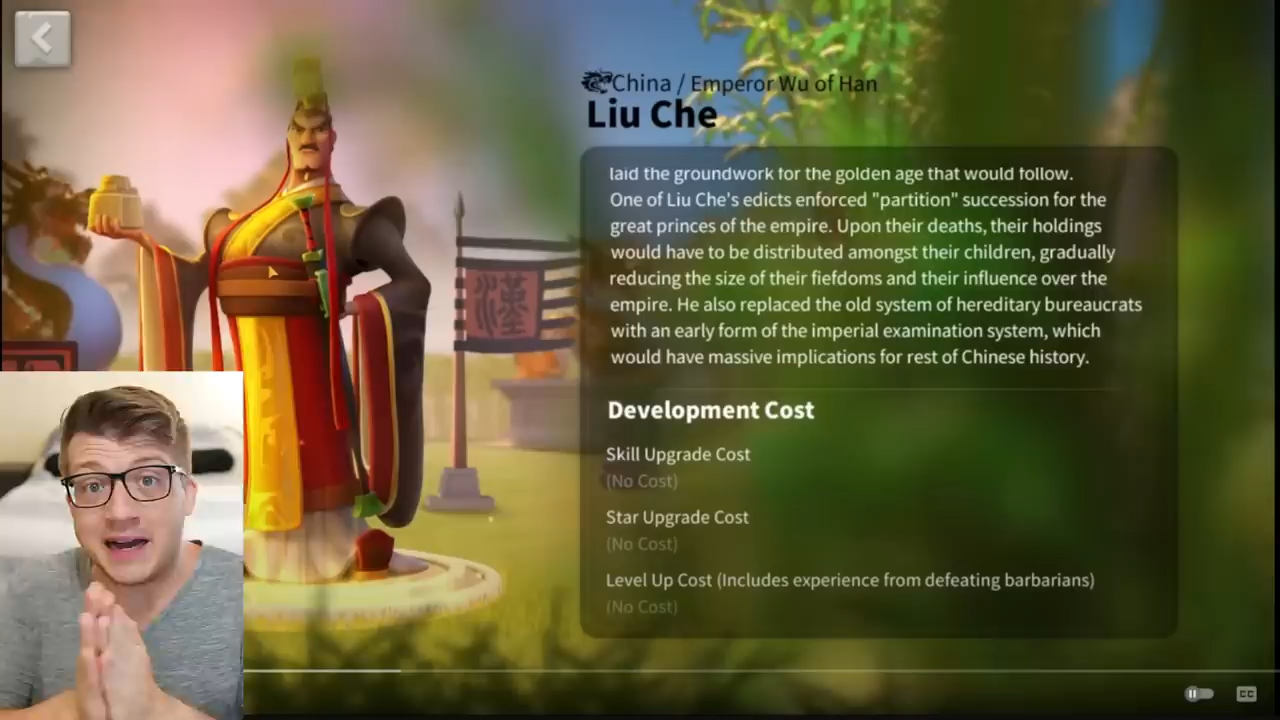 China / Emperor Wu of Han
Liu Che
laid the groundwork for the golden age that would follow.
One of Liu Che's edicts enforced "partition" succession for the
great princes of the empire. Upon their deaths, their holdings
would have to be distributed amongst their children, gradually
reducing the size of their fiefdoms and their influence over the
empire. He also replaced the old system of hereditary bureaucrats
with an early form of the imperial examination system, which
would have massive implications for rest of Chinese history.
漢
Development Cost
Skill Upgrade Cost
(No Cost)
Star Upgrade Cost
(No Cost)
Level Up Cost (Includes experience from defeating barbarians)
(No Cost)
CC